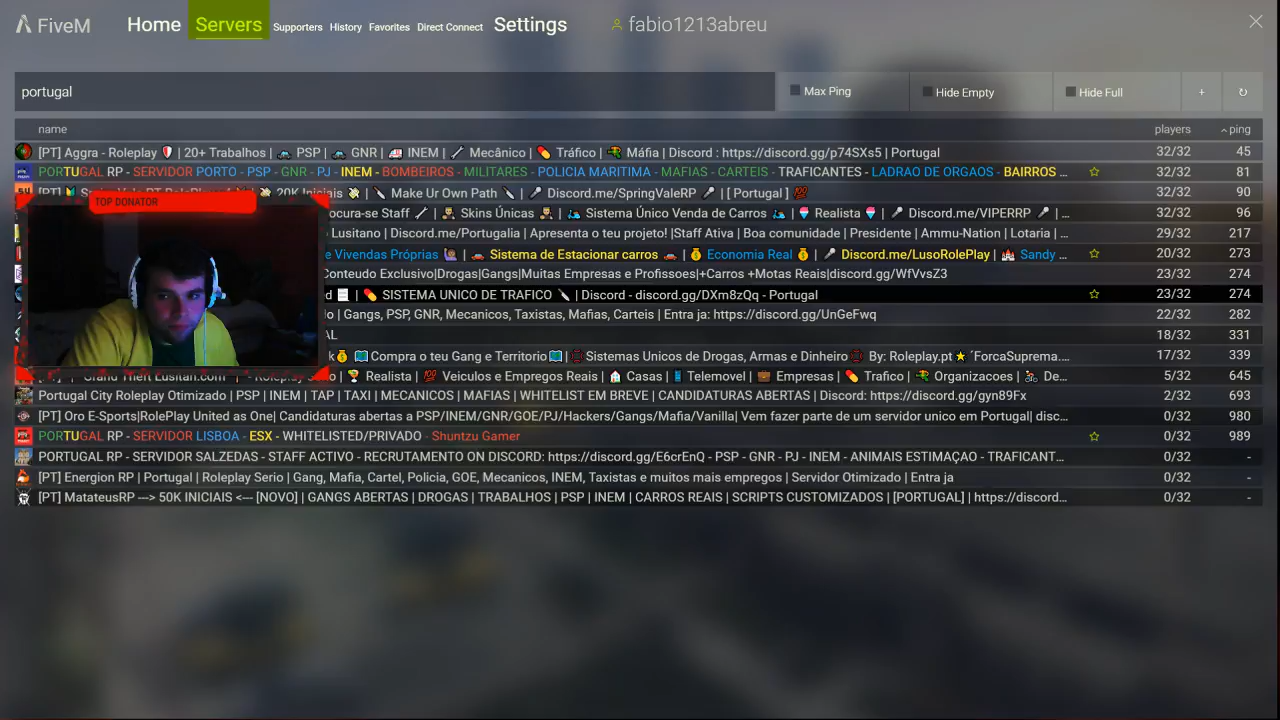 FiveM Home Servers Supporters History Favorites Direct Connect Settings fabio1213abreu
portugal Max Ping Hide Empty Hide Full + ↻
name players ping
[PT] Aggra - Roleplay | 20+ Trabalhos | PSP | GNR | INEM | Mecânico | Tráfico | Máfia | Discord : https://discord.gg/p74SXs5 | Portugal 32/32 45
PORTUGAL RP - SERVIDOR PORTO - PSP - GNR - PJ - INEM - BOMBEIROS - MILITARES - POLICIA MARITIMA - MAFIAS - CARTEIS - TRAFICANTES - LADRAO DE ORGAOS - BAIRROS ... 32/32 81
[PT] 20K Iniciais | Make Ur Own Path | Discord.me/SpringValeRP | [ Portugal ] 32/32 90
TOP DONATOR
ocura-se Staff | Skins Únicas | Sistema Único Venda de Carros | Realista | Discord.me/VIPERRP | ... 32/32 96
Lusitano | Discord.me/Portugalia | Apresenta o teu projeto! |Staff Ativa | Boa comunidade | Presidente | Ammu-Nation | Lotaria | ... 29/32 217
e Vivendas Próprias | Sistema de Estacionar carros | Economia Real | Discord.me/LusoRolePlay | Sandy ... 20/32 273
Conteudo Exclusivo|Drogas|Gangs|Muitas Empresas e Profissoes|+Carros +Motas Reais|discord.gg/WfVvsZ3 23/32 274
d | SISTEMA UNICO DE TRAFICO | Discord - discord.gg/DXm8zQq - Portugal 23/32 274
o | Gangs, PSP, GNR, Mecanicos, Taxistas, Mafias, Carteis | Entra ja: https://discord.gg/UnGeFwq 22/32 282
AL 18/32 331
|Compra o teu Gang e Territorio|Sistemas Unicos de Drogas, Armas e Dinheiro By: Roleplay.pt ´ForcaSuprema... 17/32 339
[PT] Grand Theft Lusitan.com - Roleplay | Realista | Veiculos e Empregos Reais | Casas | Telemovel | Empresas | Trafico | Organizacoes | De... 5/32 645
Portugal City Roleplay Otimizado | PSP | INEM | TAP | TAXI | MECANICOS | MAFIAS | WHITELIST EM BREVE | CANDIDATURAS ABERTAS | Discord: https://discord.gg/gyn89Fx 2/32 693
[PT] Oro E-Sports|RolePlay United as One| Candidaturas abertas a PSP/INEM/GNR/GOE/PJ/Hackers/Gangs/Mafia/Vanilla| Vem fazer parte de um servidor unico em Portugal| disc... 0/32 980
PORTUGAL RP - SERVIDOR LISBOA - ESX - WHITELISTED/PRIVADO - Shuntzu Gamer 0/32 989
PORTUGAL RP - SERVIDOR SALZEDAS - STAFF ACTIVO - RECRUTAMENTO ON DISCORD: https://discord.gg/E6crEnQ - PSP - GNR - PJ - INEM - ANIMAIS ESTIMAÇAO - TRAFICANT... 0/32 -
[PT] Energion RP | Portugal | Roleplay Serio | Gang, Mafia, Cartel, Policia, GOE, Mecanicos, INEM, Taxistas e muitos mais empregos | Servidor Otimizado | Entra ja 0/32 -
[PT] MatateusRP ---> 50K INICIAIS <--- [NOVO] | GANGS ABERTAS | DROGAS | TRABALHOS | PSP | INEM | CARROS REAIS | SCRIPTS CUSTOMIZADOS | [PORTUGAL] | https://discord... 0/32 -